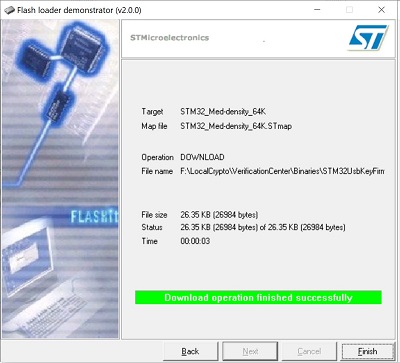 Flash loader demonstrator (v2.0.0)
STMicroelectronics
ST
Target STM32_Med-density_64K
Map file STM32_Med-density_64K.STmap
Operation DOWNLOAD
File name F:\LocalCrypto\VerificationCenter\Binaries\STM32UsbKeyFirm
File size 26.35 KB (26984 bytes)
Status 26.35 KB (26984 bytes) of 26.35 KB (26984 bytes)
Time 00:00:03
FLASHIt
Download operation finished successfully
Back Next Cancel Finish